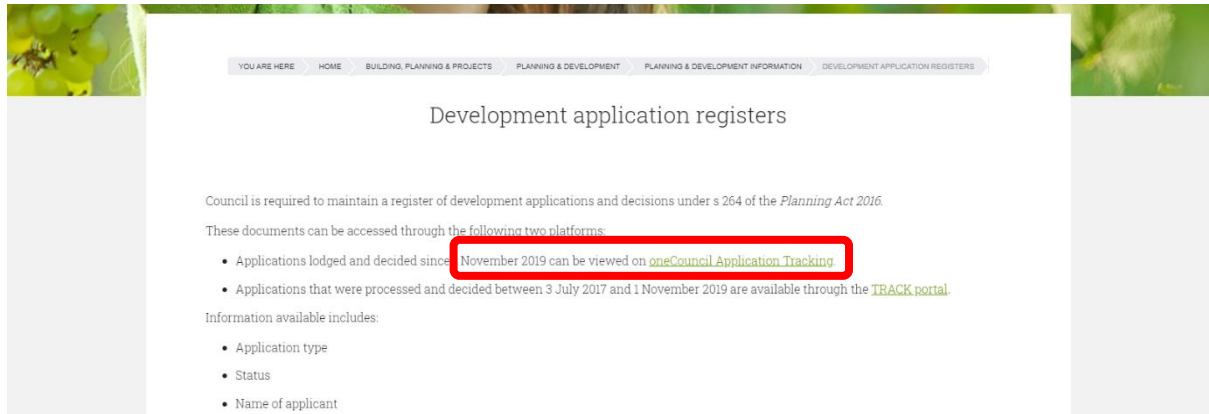 YOU ARE HERE HOME BUILDING, PLANNING & PROJECTS PLANNING & DEVELOPMENT PLANNING & DEVELOPMENT INFORMATION DEVELOPMENT APPLICATION REGISTERS
Development application registers
Council is required to maintain a register of development applications and decisions under s 264 of the Planning Act 2016.
These documents can be accessed through the following two platforms:
• Applications lodged and decided since November 2019 can be viewed on oneCouncil Application Tracking.
• Applications that were processed and decided between 3 July 2017 and 1 November 2019 are available through the TRACK portal.
Information available includes:
• Application type
• Status
• Name of applicant